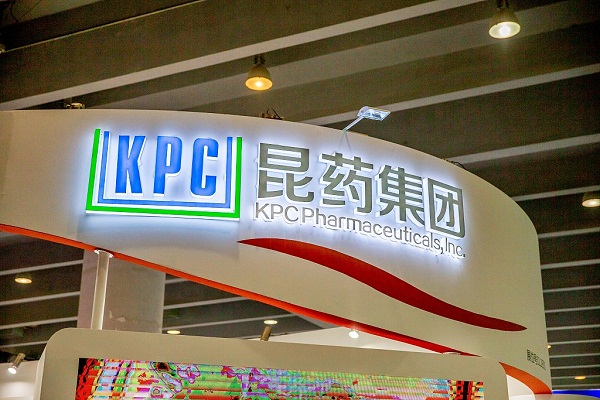 KPC
昆药集团
KPC Pharmaceuticals, Inc.